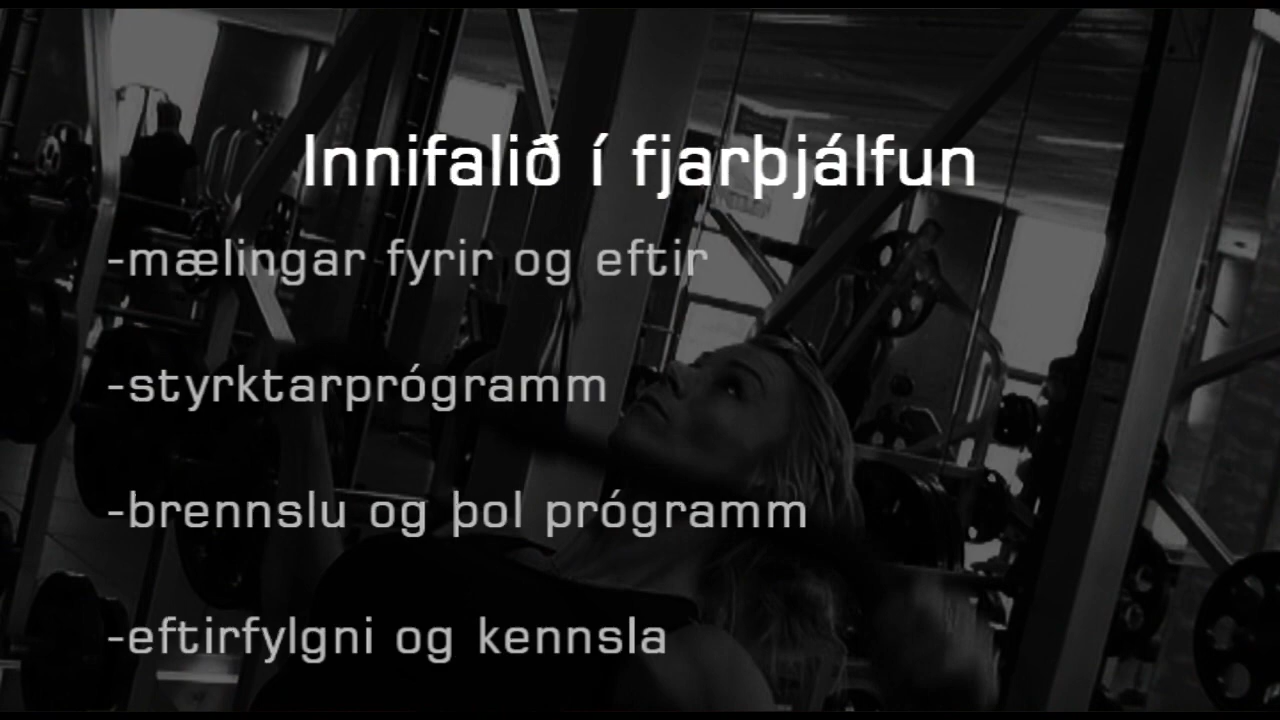 Innifalið í fjarþjálfun
-mælingar fyrir og eftir
-styrktarprógramm
-brennslu og þol prógramm
-eftirfylgni og kennsla